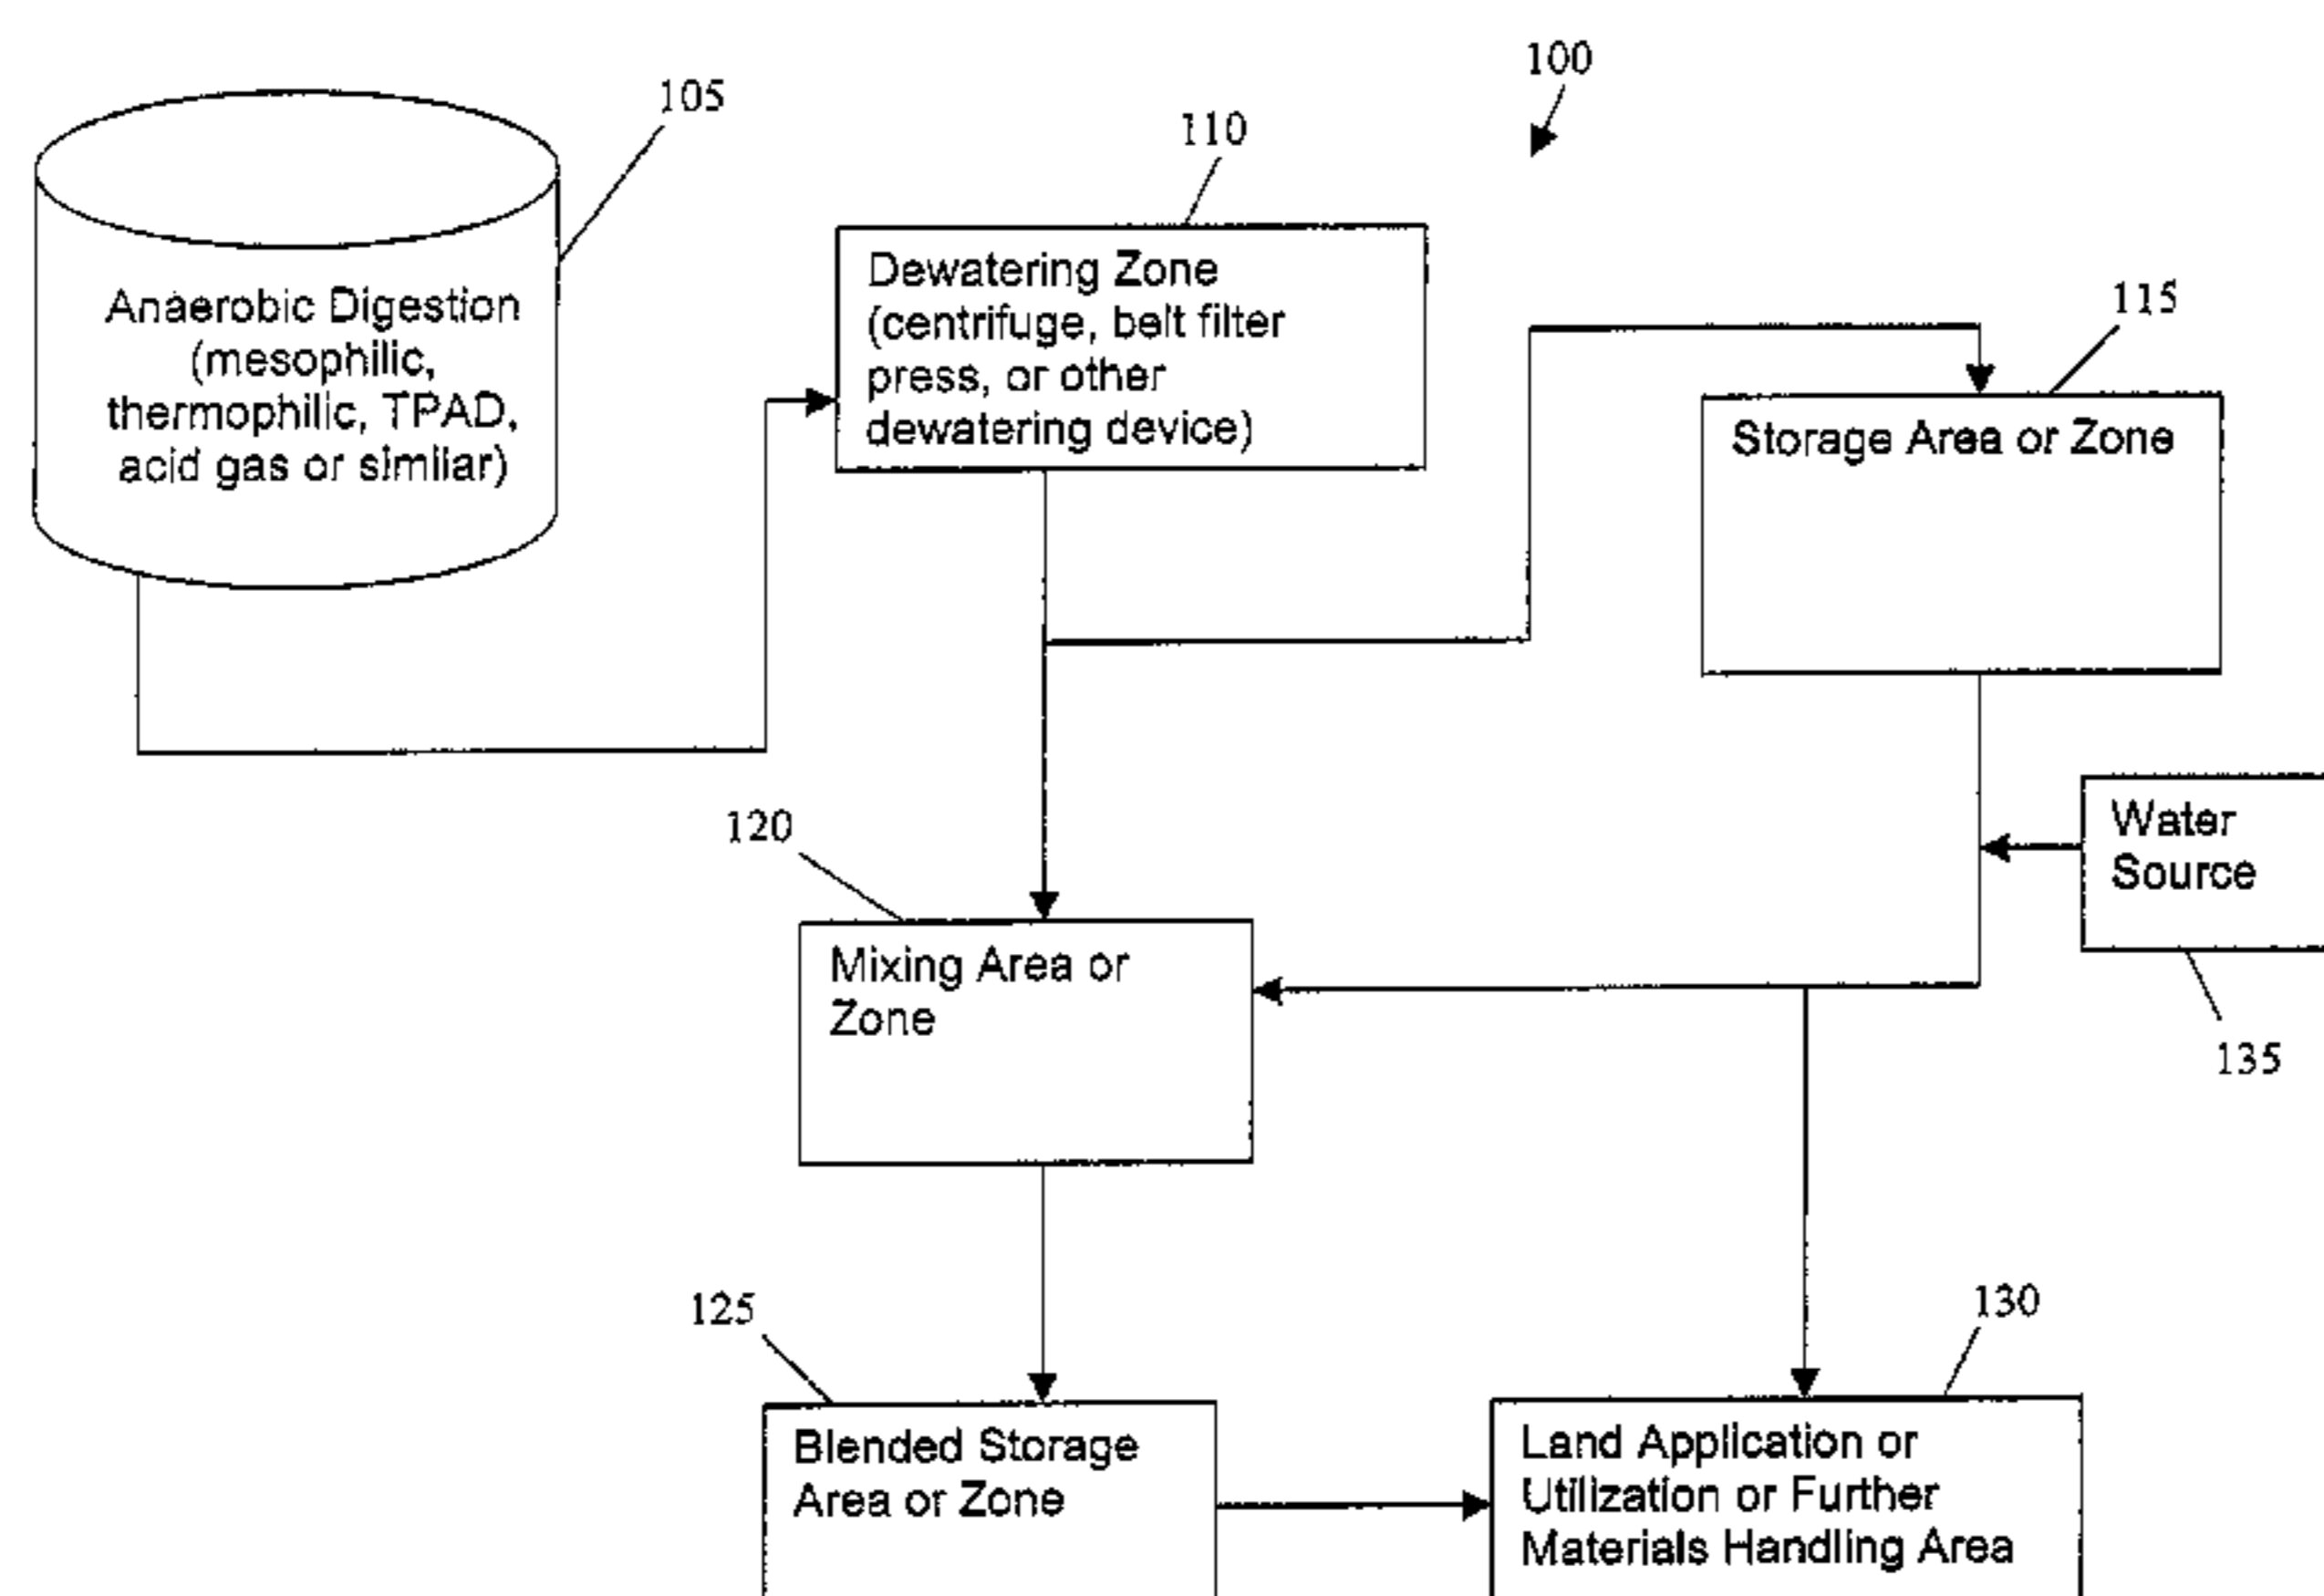 100
105
110
Anaerobic Digestion
(mesophilic,
thermophilic, TPAD,
acid gas or similar)
Dewatering Zone
(centrifuge, belt filter
press, or other
dewatering device)
115
Storage Area or Zone
Water
Source
135
120
Mixing Area or
Zone
125
Blended Storage
Area or Zone
130
Land Application or
Utilization or Further
Materials Handling Area